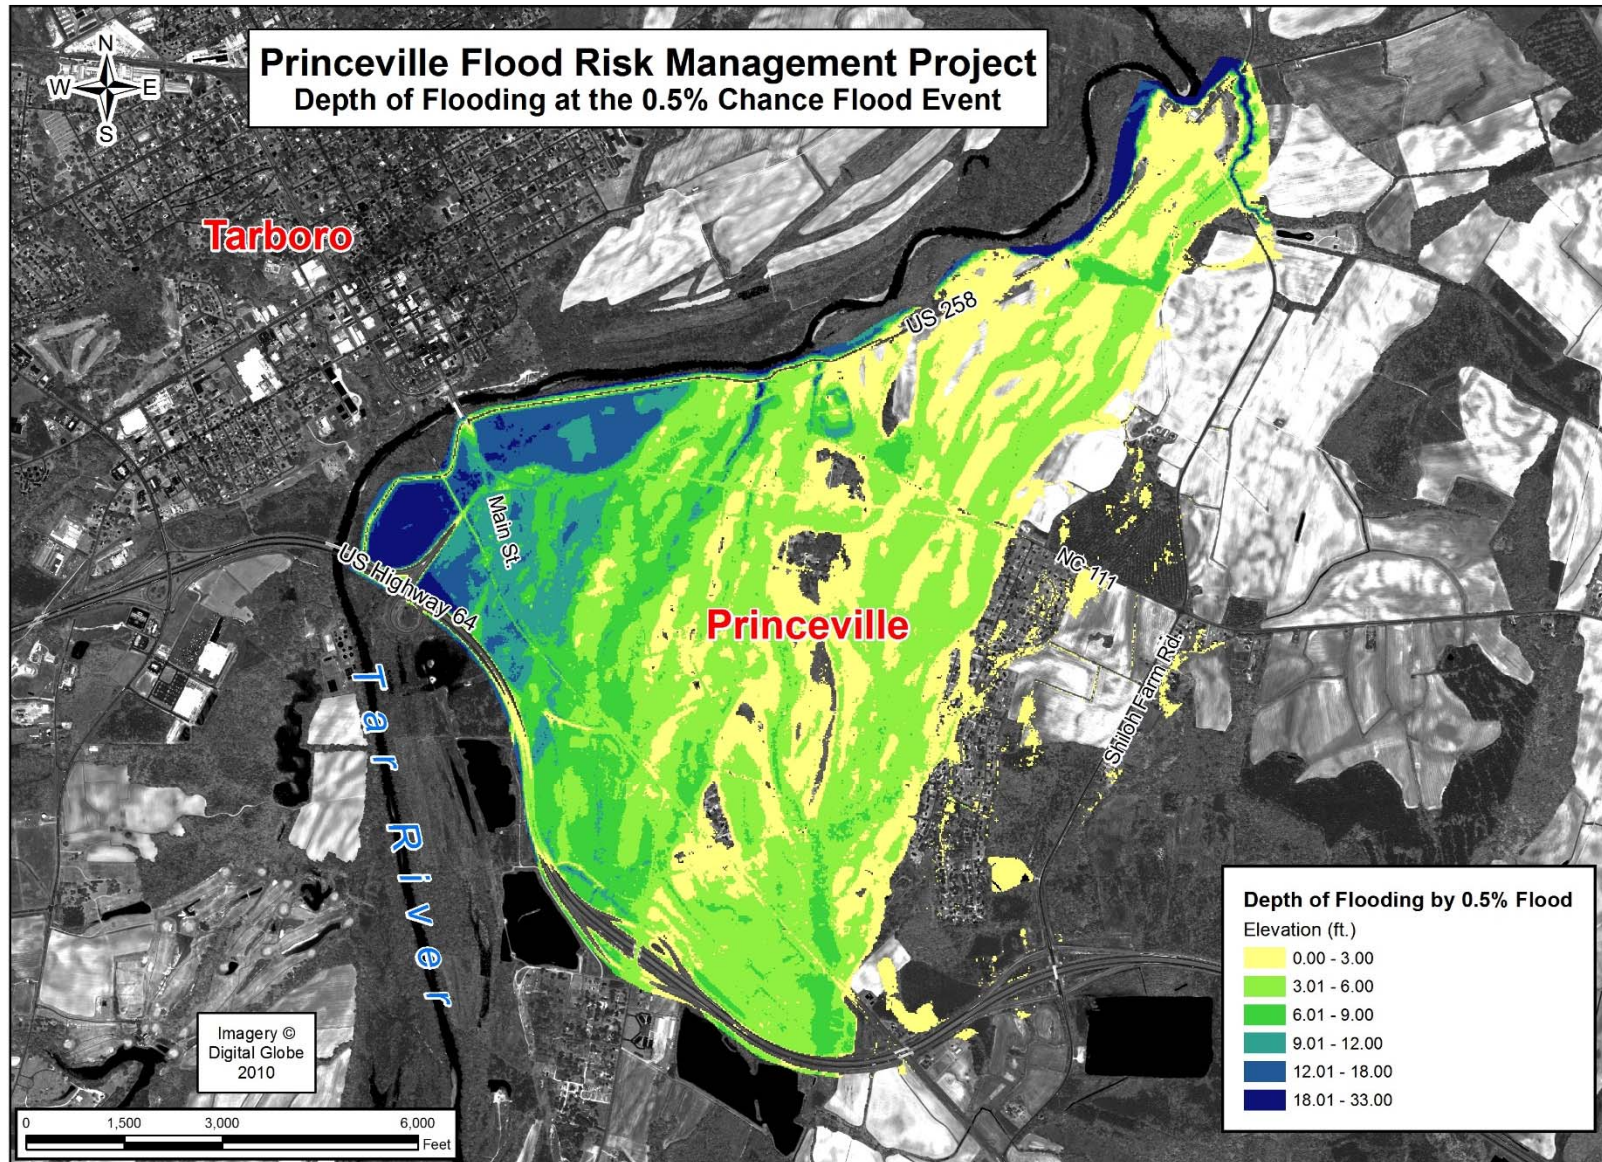 Princeville Flood Risk Management Project
Depth of Flooding at the 0.5% Chance Flood Event
N
W
E
S
Tarboro
US 258
Main St.
US Highway 64
NC 111
Princeville
Shiloh Farm Rd.
Tar River
Depth of Flooding by 0.5% Flood
Elevation (ft.)
0.00 - 3.00
3.01 - 6.00
6.01 - 9.00
9.01 - 12.00
12.01 - 18.00
18.01 - 33.00
Imagery ©
Digital Globe
2010
0 1,500 3,000 6,000
Feet